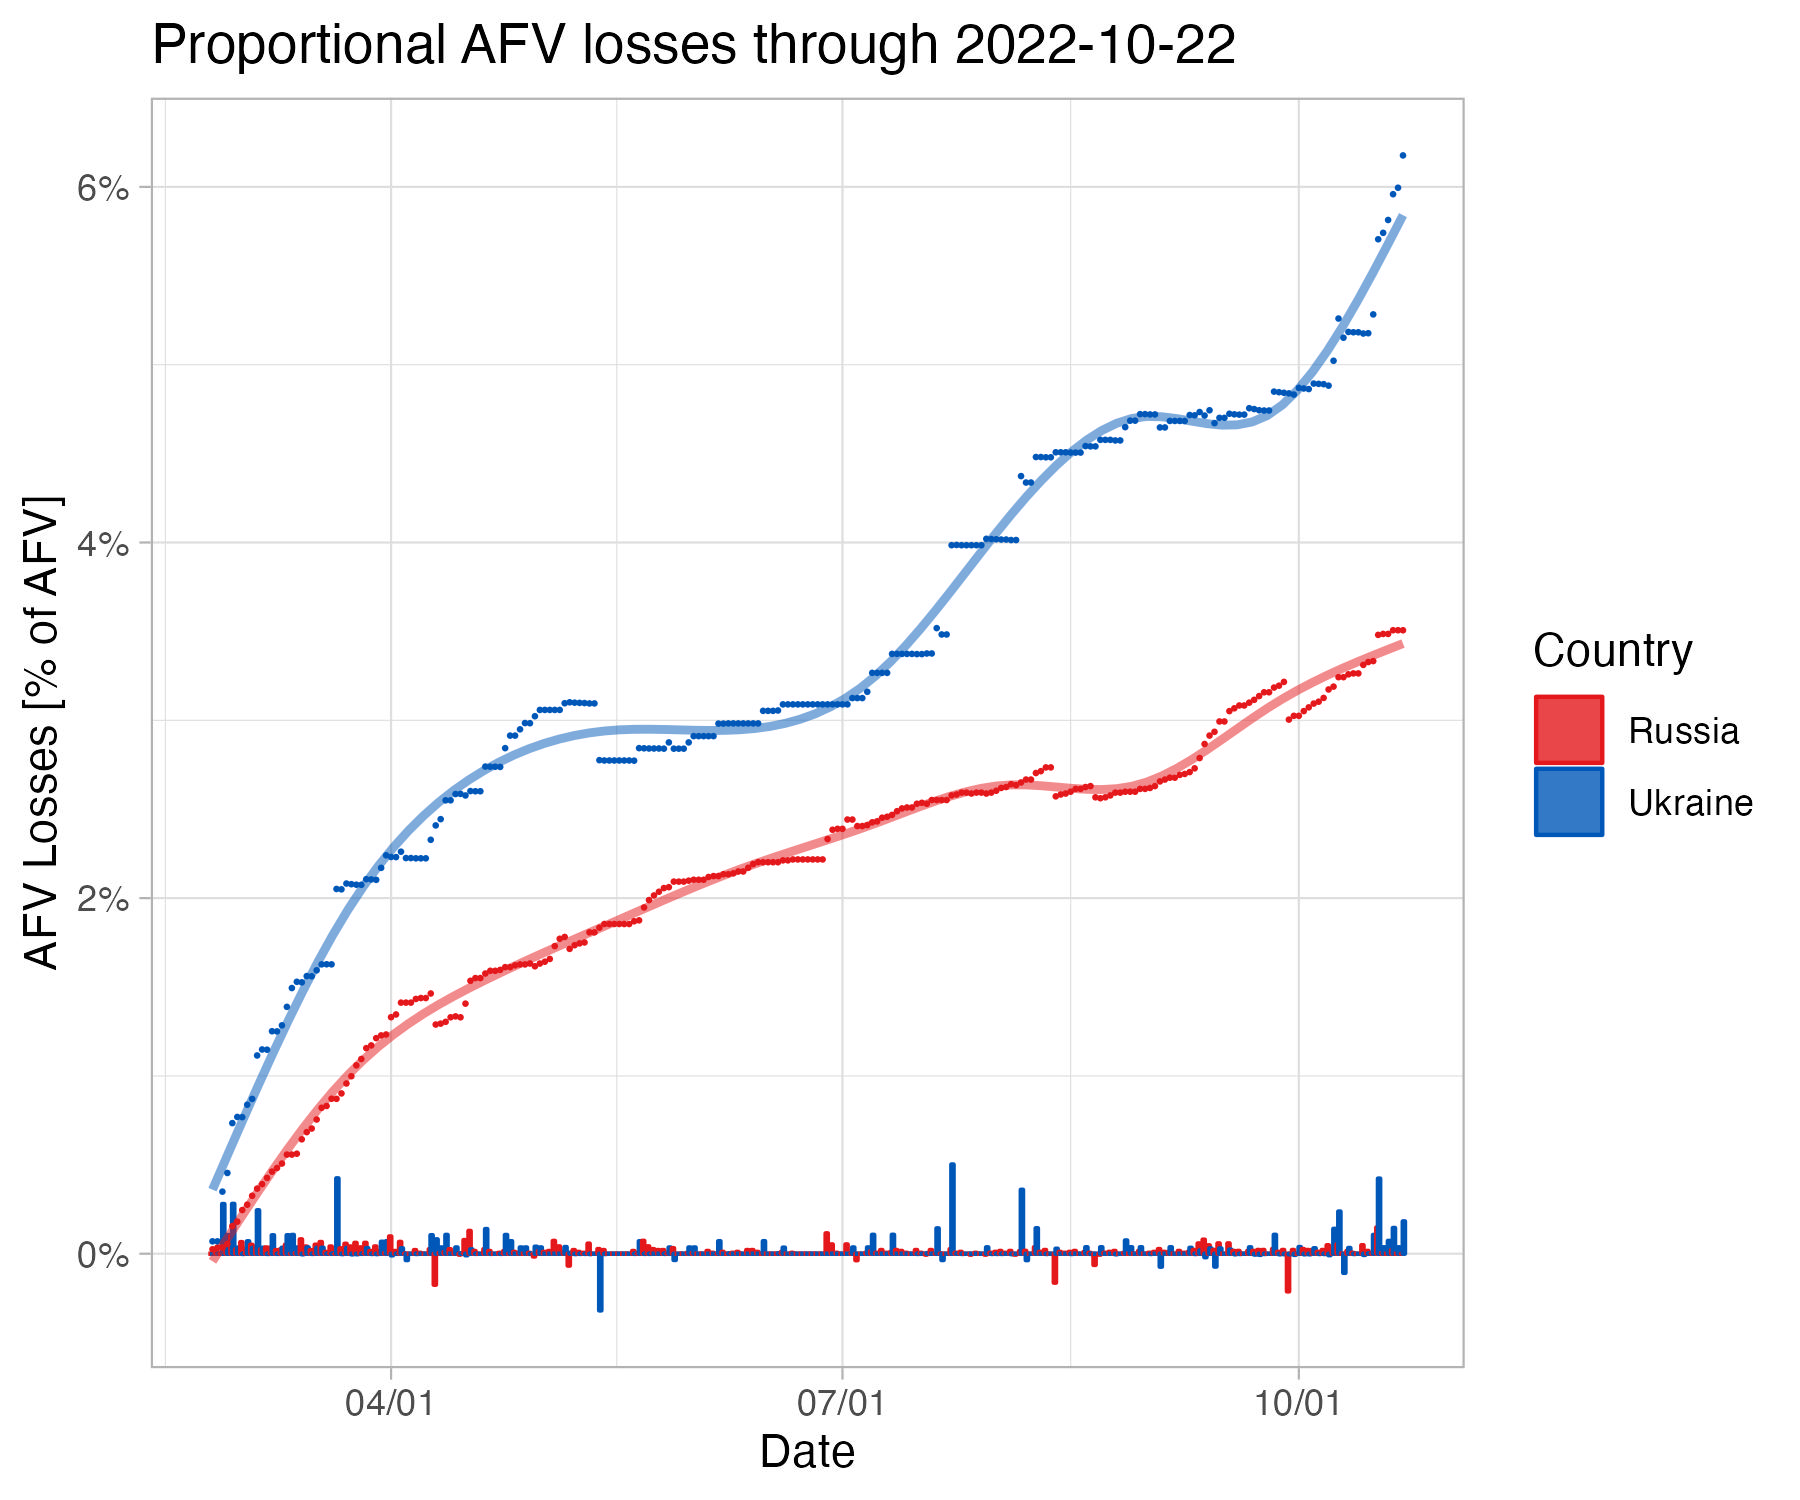 Proportional AFV losses through 2022-10-22
AFV Losses [% of AFV]
6%
4%
2%
0%
04/01
07/01
10/01
Date
Country
Russia
Ukraine